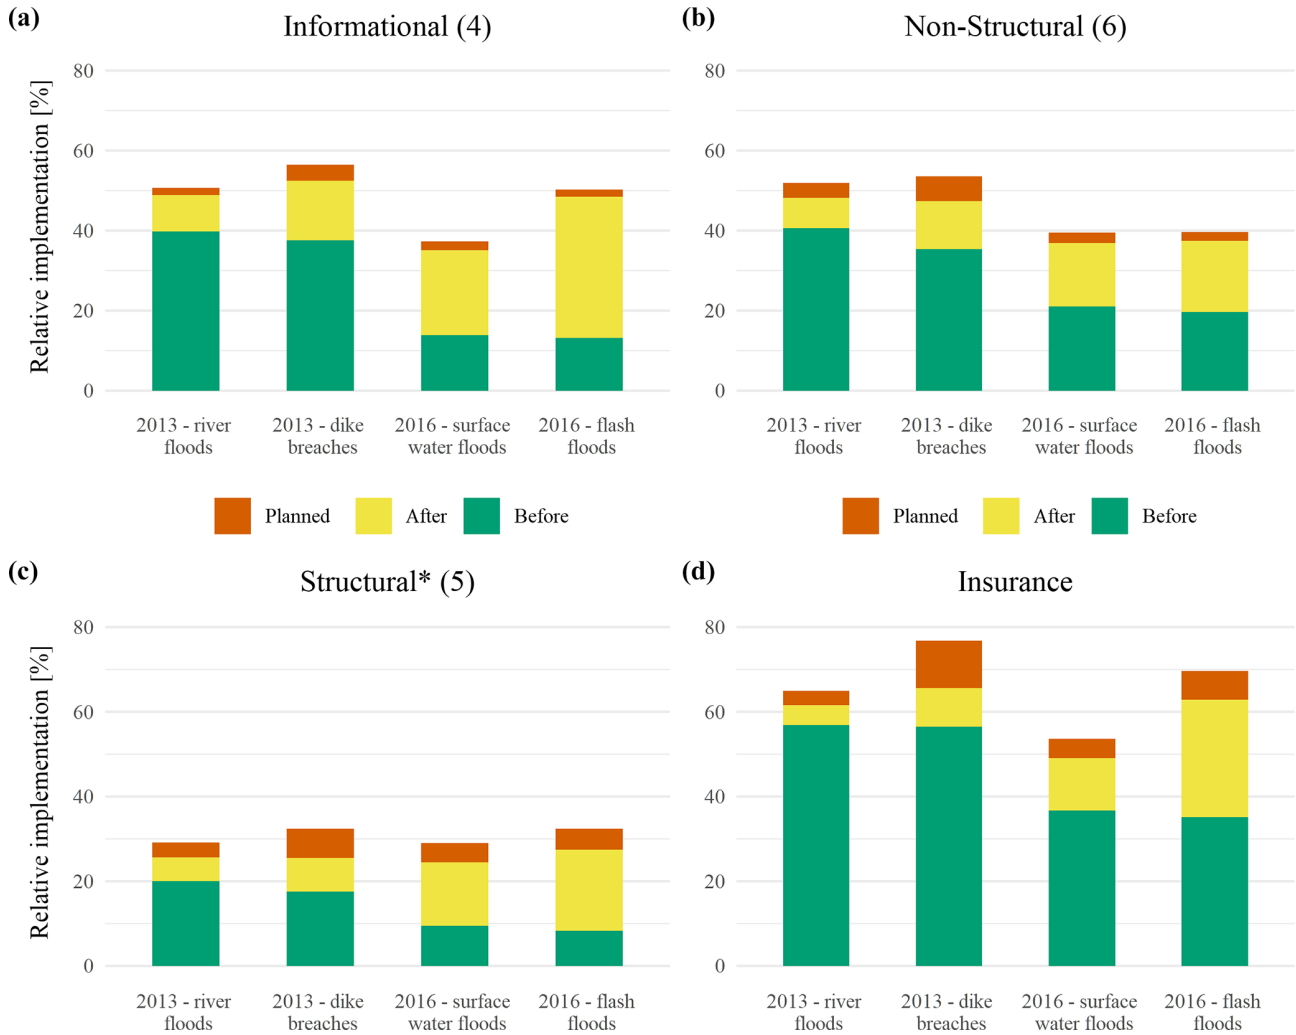 (a)
Informational (4)
Relative implementation [%]
80
60
40
20
0
2013 - river
floods
2013 - dike
breaches
2016 - surface
water floods
2016 - flash
floods
Planned
After
Before
(b)
Non-Structural (6)
80
60
40
20
0
2013 - river
floods
2013 - dike
breaches
2016 - surface
water floods
2016 - flash
floods
Planned
After
Before
(c)
Structural* (5)
Relative implementation [%]
80
60
40
20
0
2013 - river
floods
2013 - dike
breaches
2016 - surface
water floods
2016 - flash
floods
(d)
Insurance
80
60
40
20
0
2013 - river
floods
2013 - dike
breaches
2016 - surface
water floods
2016 - flash
floods